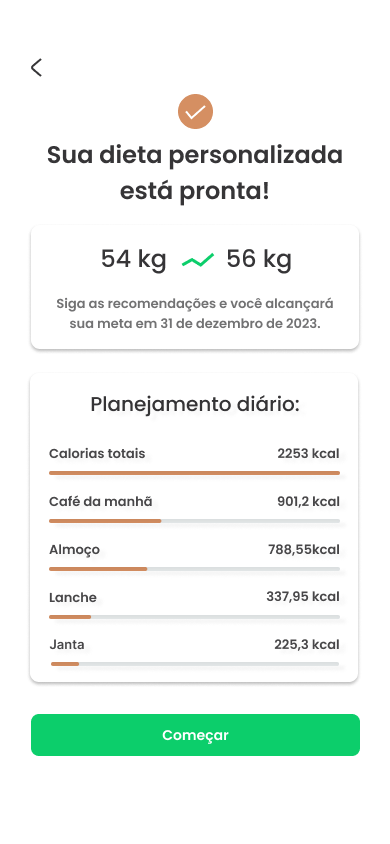 Sua dieta personalizada
está pronta!
54 kg 56 kg
Siga as recomendações e você alcançará
sua meta em 31 de dezembro de 2023.
Planejamento diário:
Calorias totais 2253 kcal
Café da manhã 901,2 kcal
Almoço 788,55kcal
Lanche 337,95 kcal
Janta 225,3 kcal
Começar